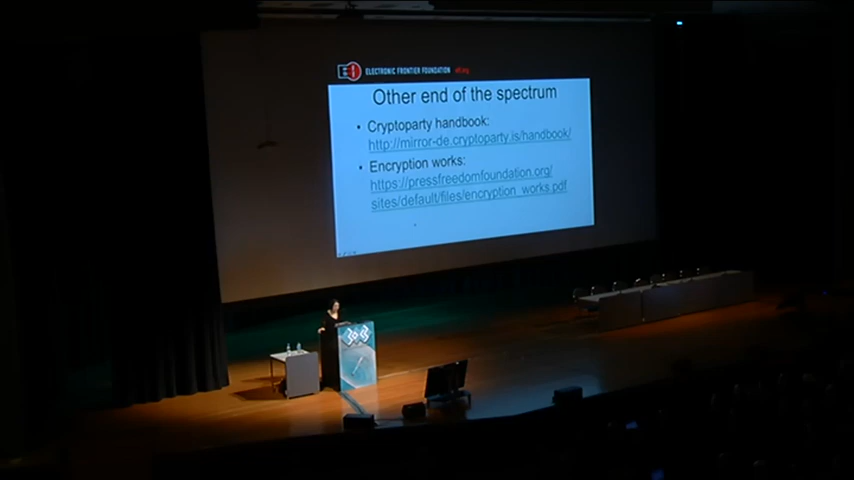 ELECTRONIC FRONTIER FOUNDATION eff.org
Other end of the spectrum
• Cryptoparty handbook:
http://mirror-de.cryptoparty.is/handbook/
• Encryption works:
https://pressfreedomfoundation.org/
sites/default/files/encryption_works.pdf